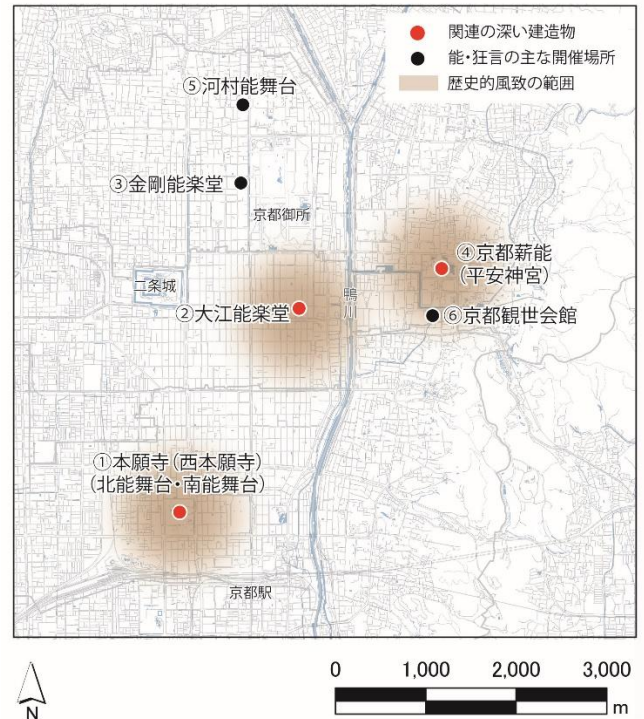 関連の深い建造物
能・狂言の主な開催場所
歴史的風致の範囲
⑤河村能舞台
③金剛能楽堂
京都御所
④京都薪能
(平安神宮)
二条城
鴨川
②大江能楽堂
⑥京都観世会館
①本願寺(西本願寺)
(北能舞台・南能舞台)
京都駅
N
0 1,000 2,000 3,000
m